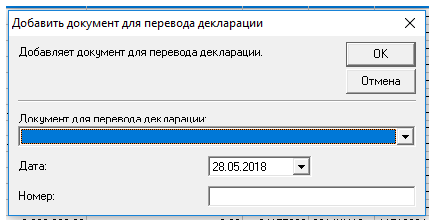 Добавить документ для перевода декларации
Добавляет документ для перевода декларации.
OK
Отмена
Документ для перевода декларации:
Дата:
28.05.2018
Номер: